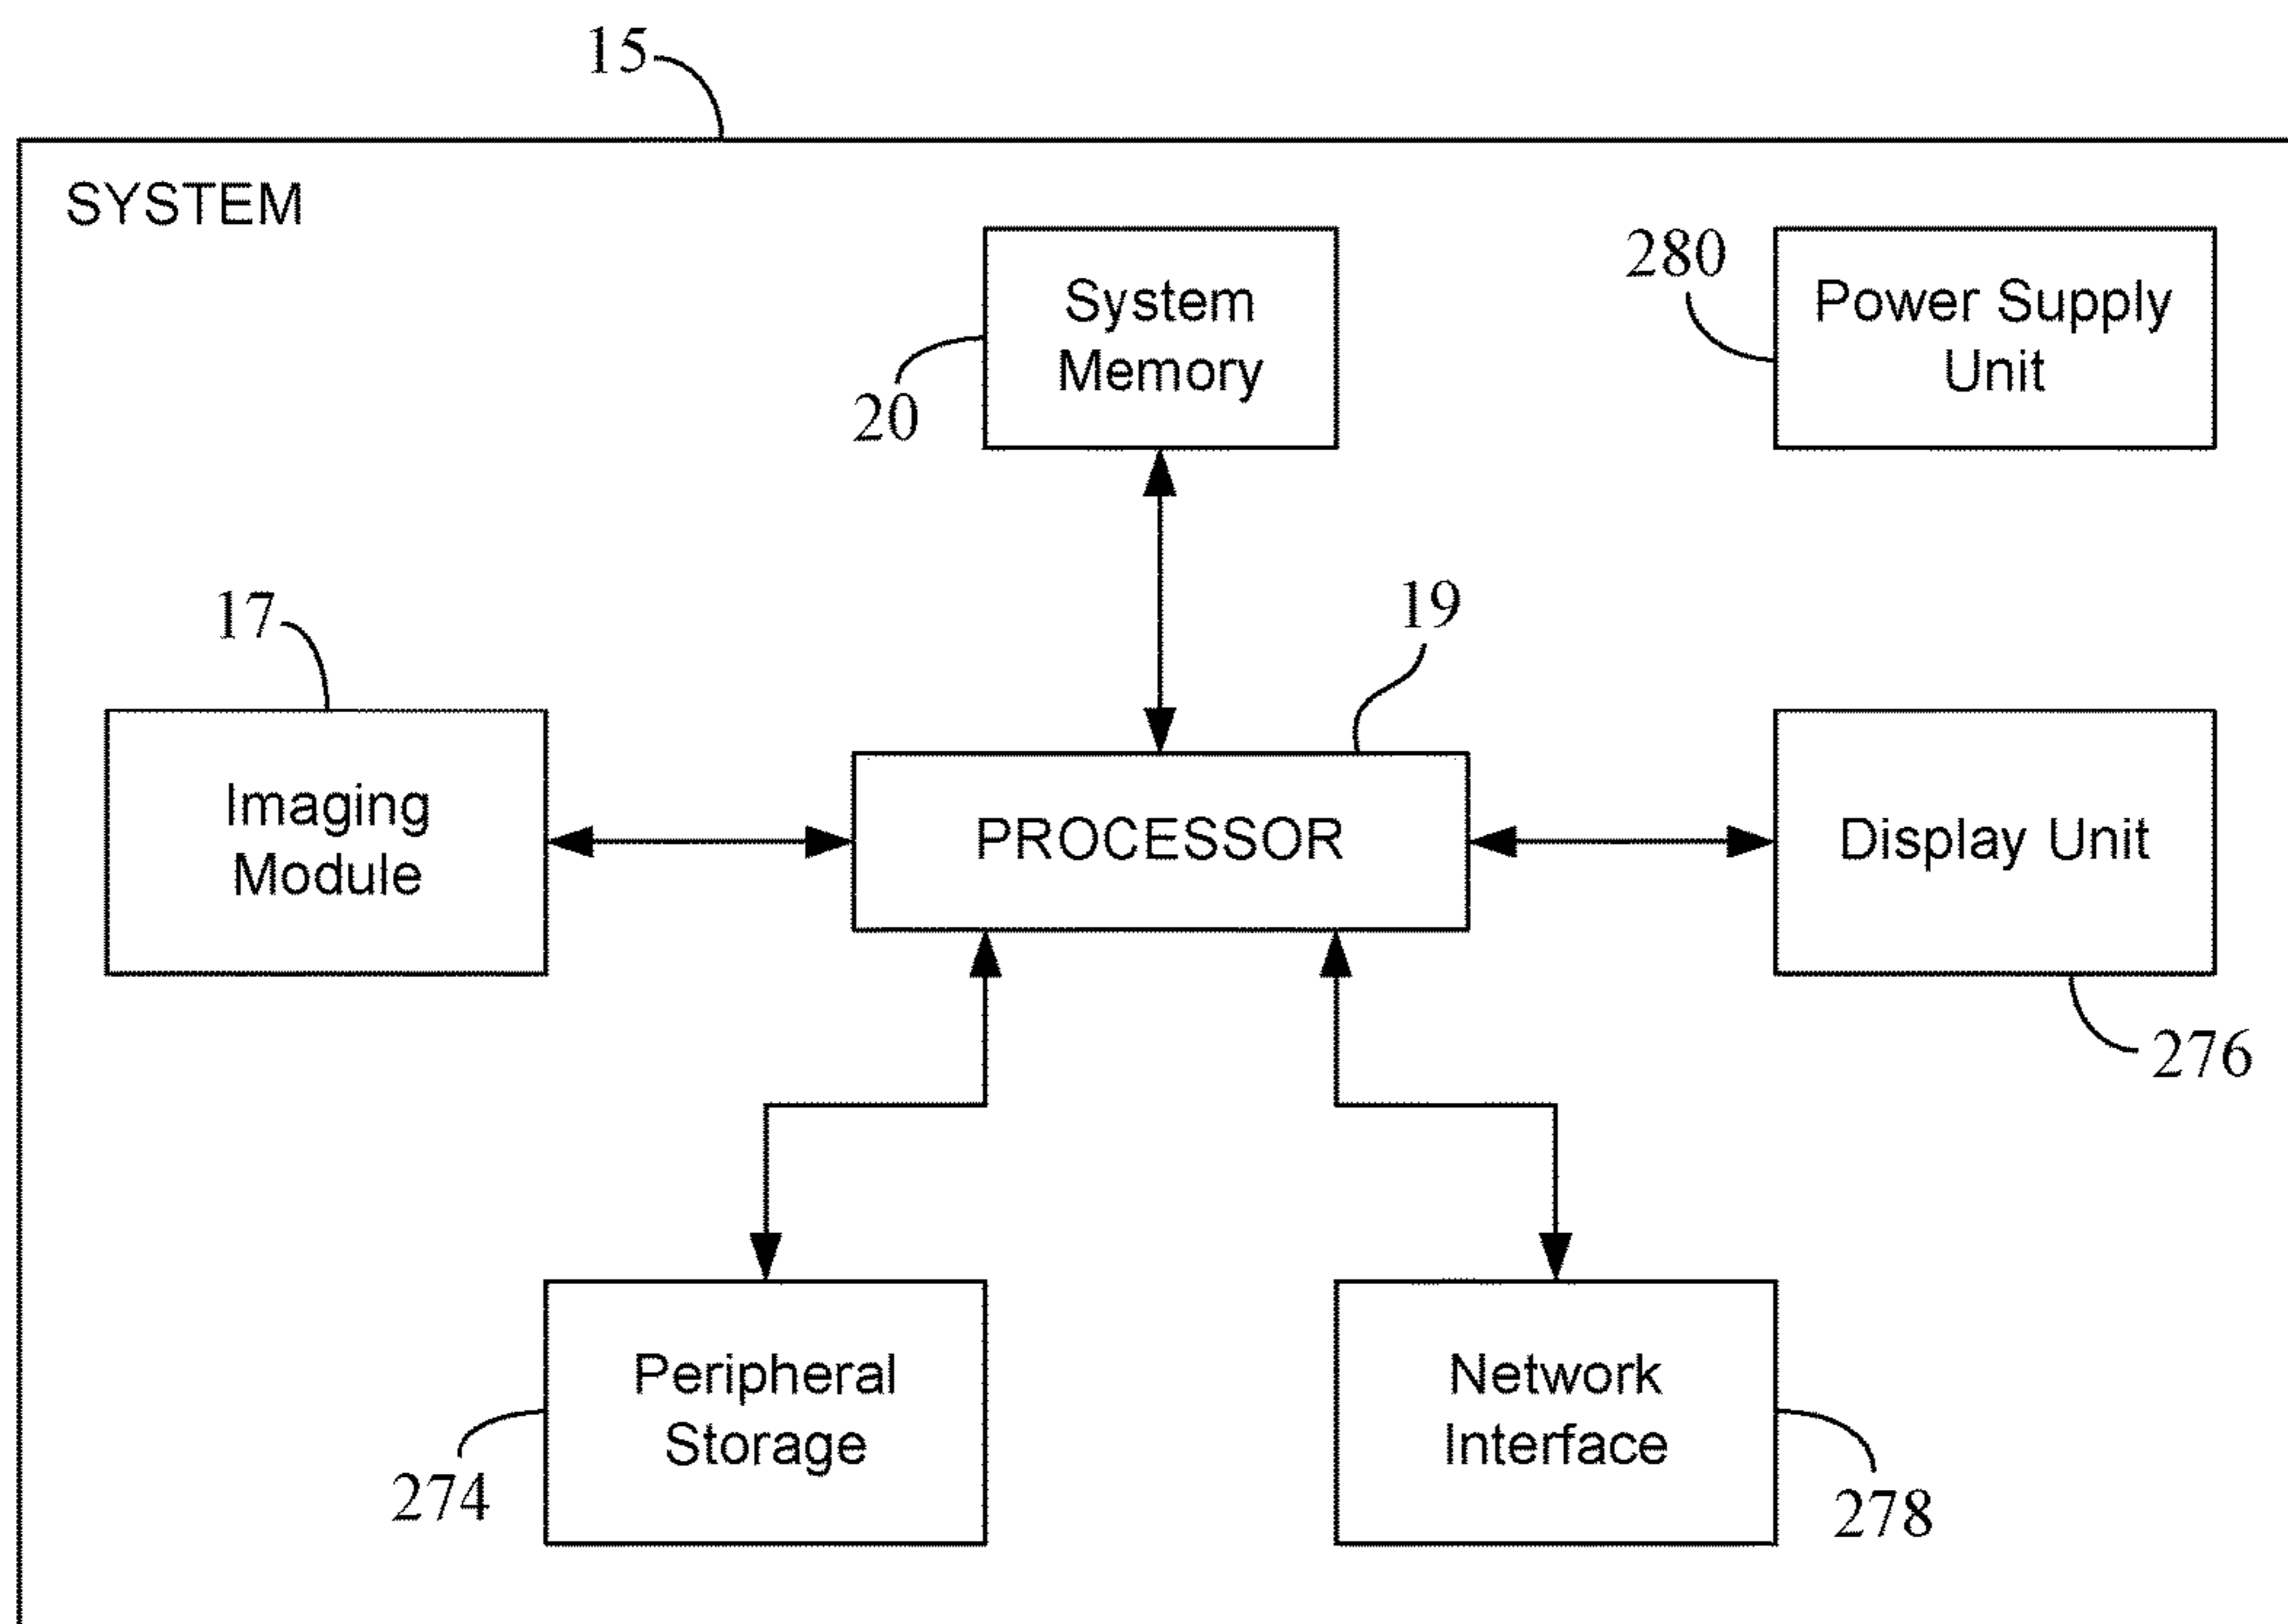 15
SYSTEM
System
Memory
20
280
Power Supply
Unit
17
19
Imaging
Module
PROCESSOR
Display Unit
276
Peripheral
Storage
274
Network
Interface
278